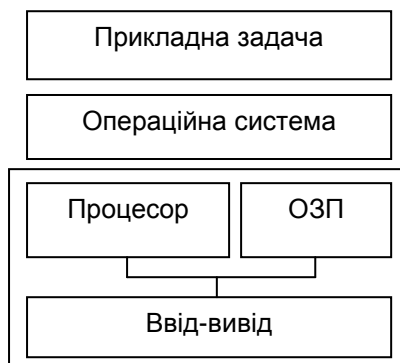 Прикладна задача
Операційна система
Процесор
ОЗП
Ввід-вивід